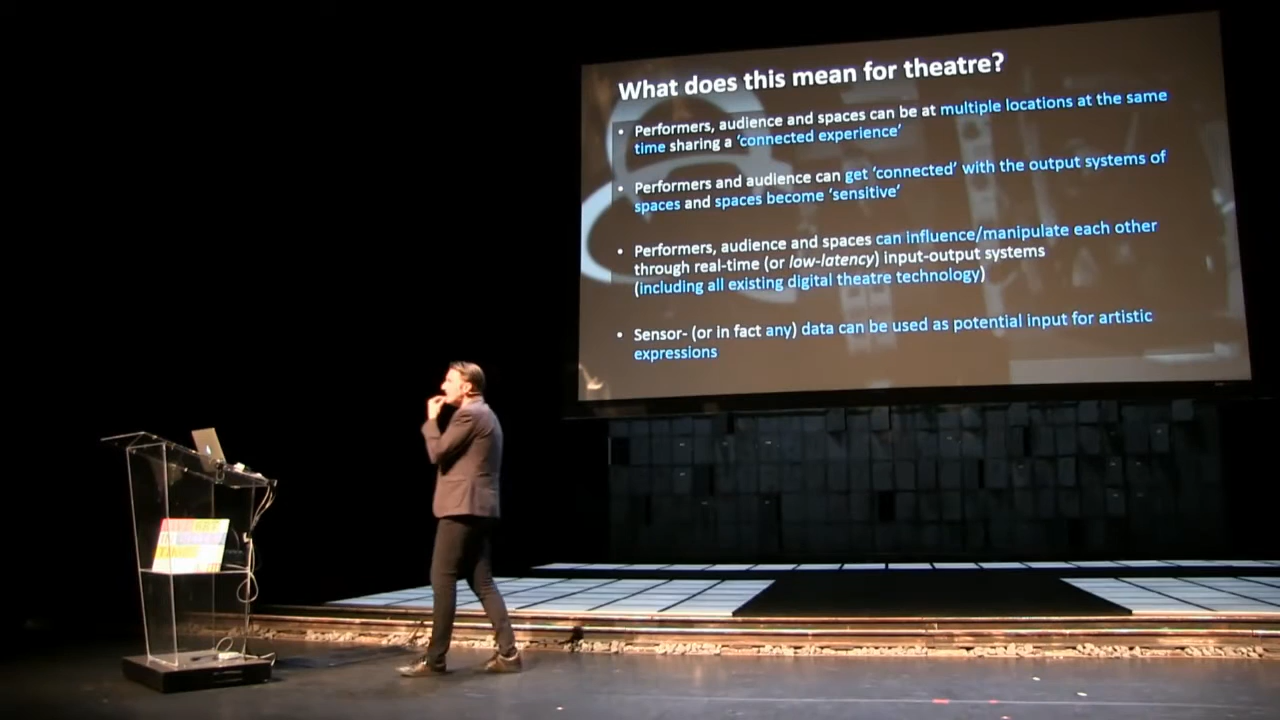 What does this mean for theatre?
• Performers, audience and spaces can be at multiple locations at the same
time sharing a ‘connected experience’
• Performers and audience can get ‘connected’ with the output systems of
spaces and spaces become ‘sensitive’
• Performers, audience and spaces can influence/manipulate each other
through real-time (or low-latency) input-output systems
(including all existing digital theatre technology)
• Sensor- (or in fact any) data can be used as potential input for artistic
expressions